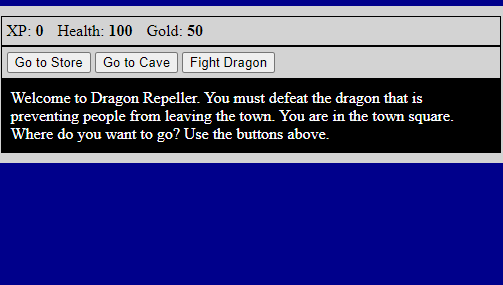 XP: 0 Health: 100 Gold: 50
Go to Store Go to Cave Fight Dragon
Welcome to Dragon Repeller. You must defeat the dragon that is
preventing people from leaving the town. You are in the town square.
Where do you want to go? Use the buttons above.